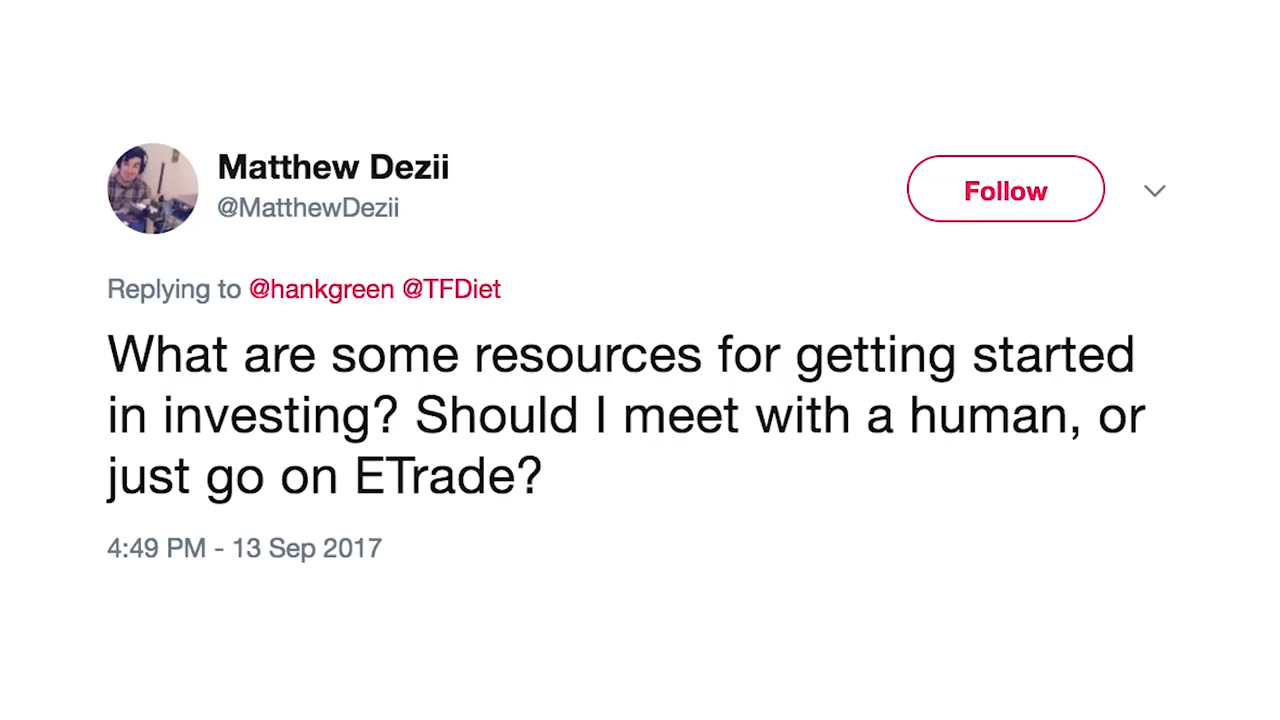 Matthew Dezii
@MatthewDezii
Follow
Replying to @hankgreen @TFDiet
What are some resources for getting started
in investing? Should I meet with a human, or
just go on ETrade?
4:49 PM - 13 Sep 2017